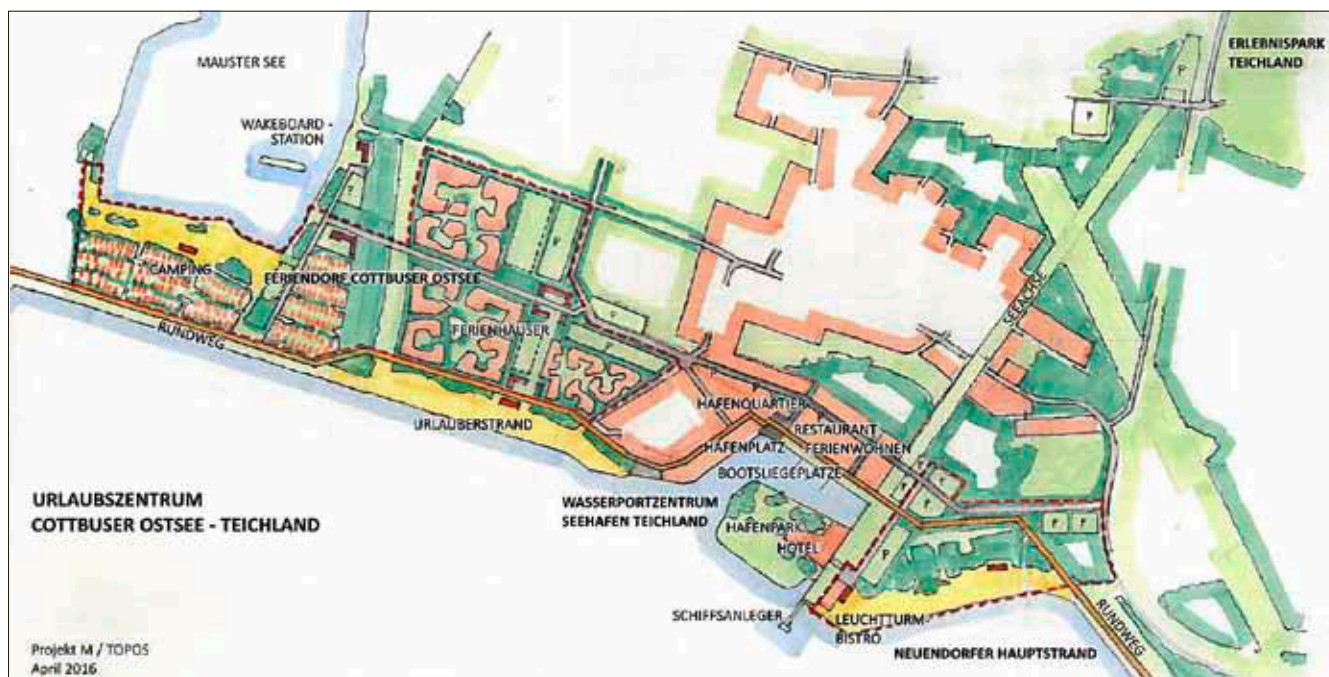 MAUSTER SEE
WAKEBOARD -
STATION
ERLEBNISPARK
TEICHLAND
P
P
SEEACHSE
CAMPING
FERIENDORF COTTBUSER OSTSEE
P
P
P
RUNDWEG
FERIENHÄUSER
URLAUBERSTRAND
HAFENQUARTIER
P
RESTAURANT
HAFENPLATZ
FERIENWOHNEN
BOOTSLIEGEPLÄTZE
URLAUBSZENTRUM
COTTBUSER OSTSEE - TEICHLAND
WASSERPORTZENTRUM
SEEHAFEN TEICHLAND
HAFENPARK
HOTEL
P
P
P
P
P
P
SCHIFFSANLEGER
LEUCHTTURM-
BISTRO
NEUENDORFER HAUPTSTRAND
RUNDWEG
Projekt M / TOPOS
April 2016